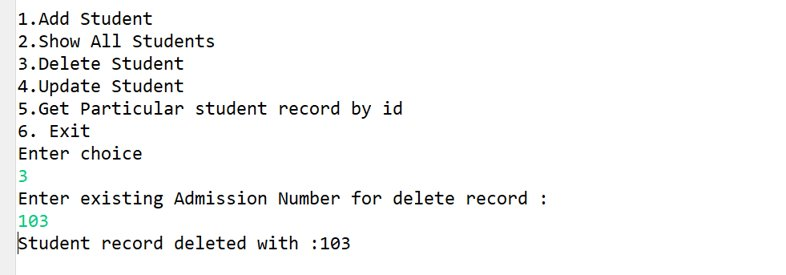 1.Add Student
2.Show All Students
3.Delete Student
4.Update Student
5.Get Particular student record by id
6. Exit
Enter choice
3
Enter existing Admission Number for delete record :
103
Student record deleted with :103